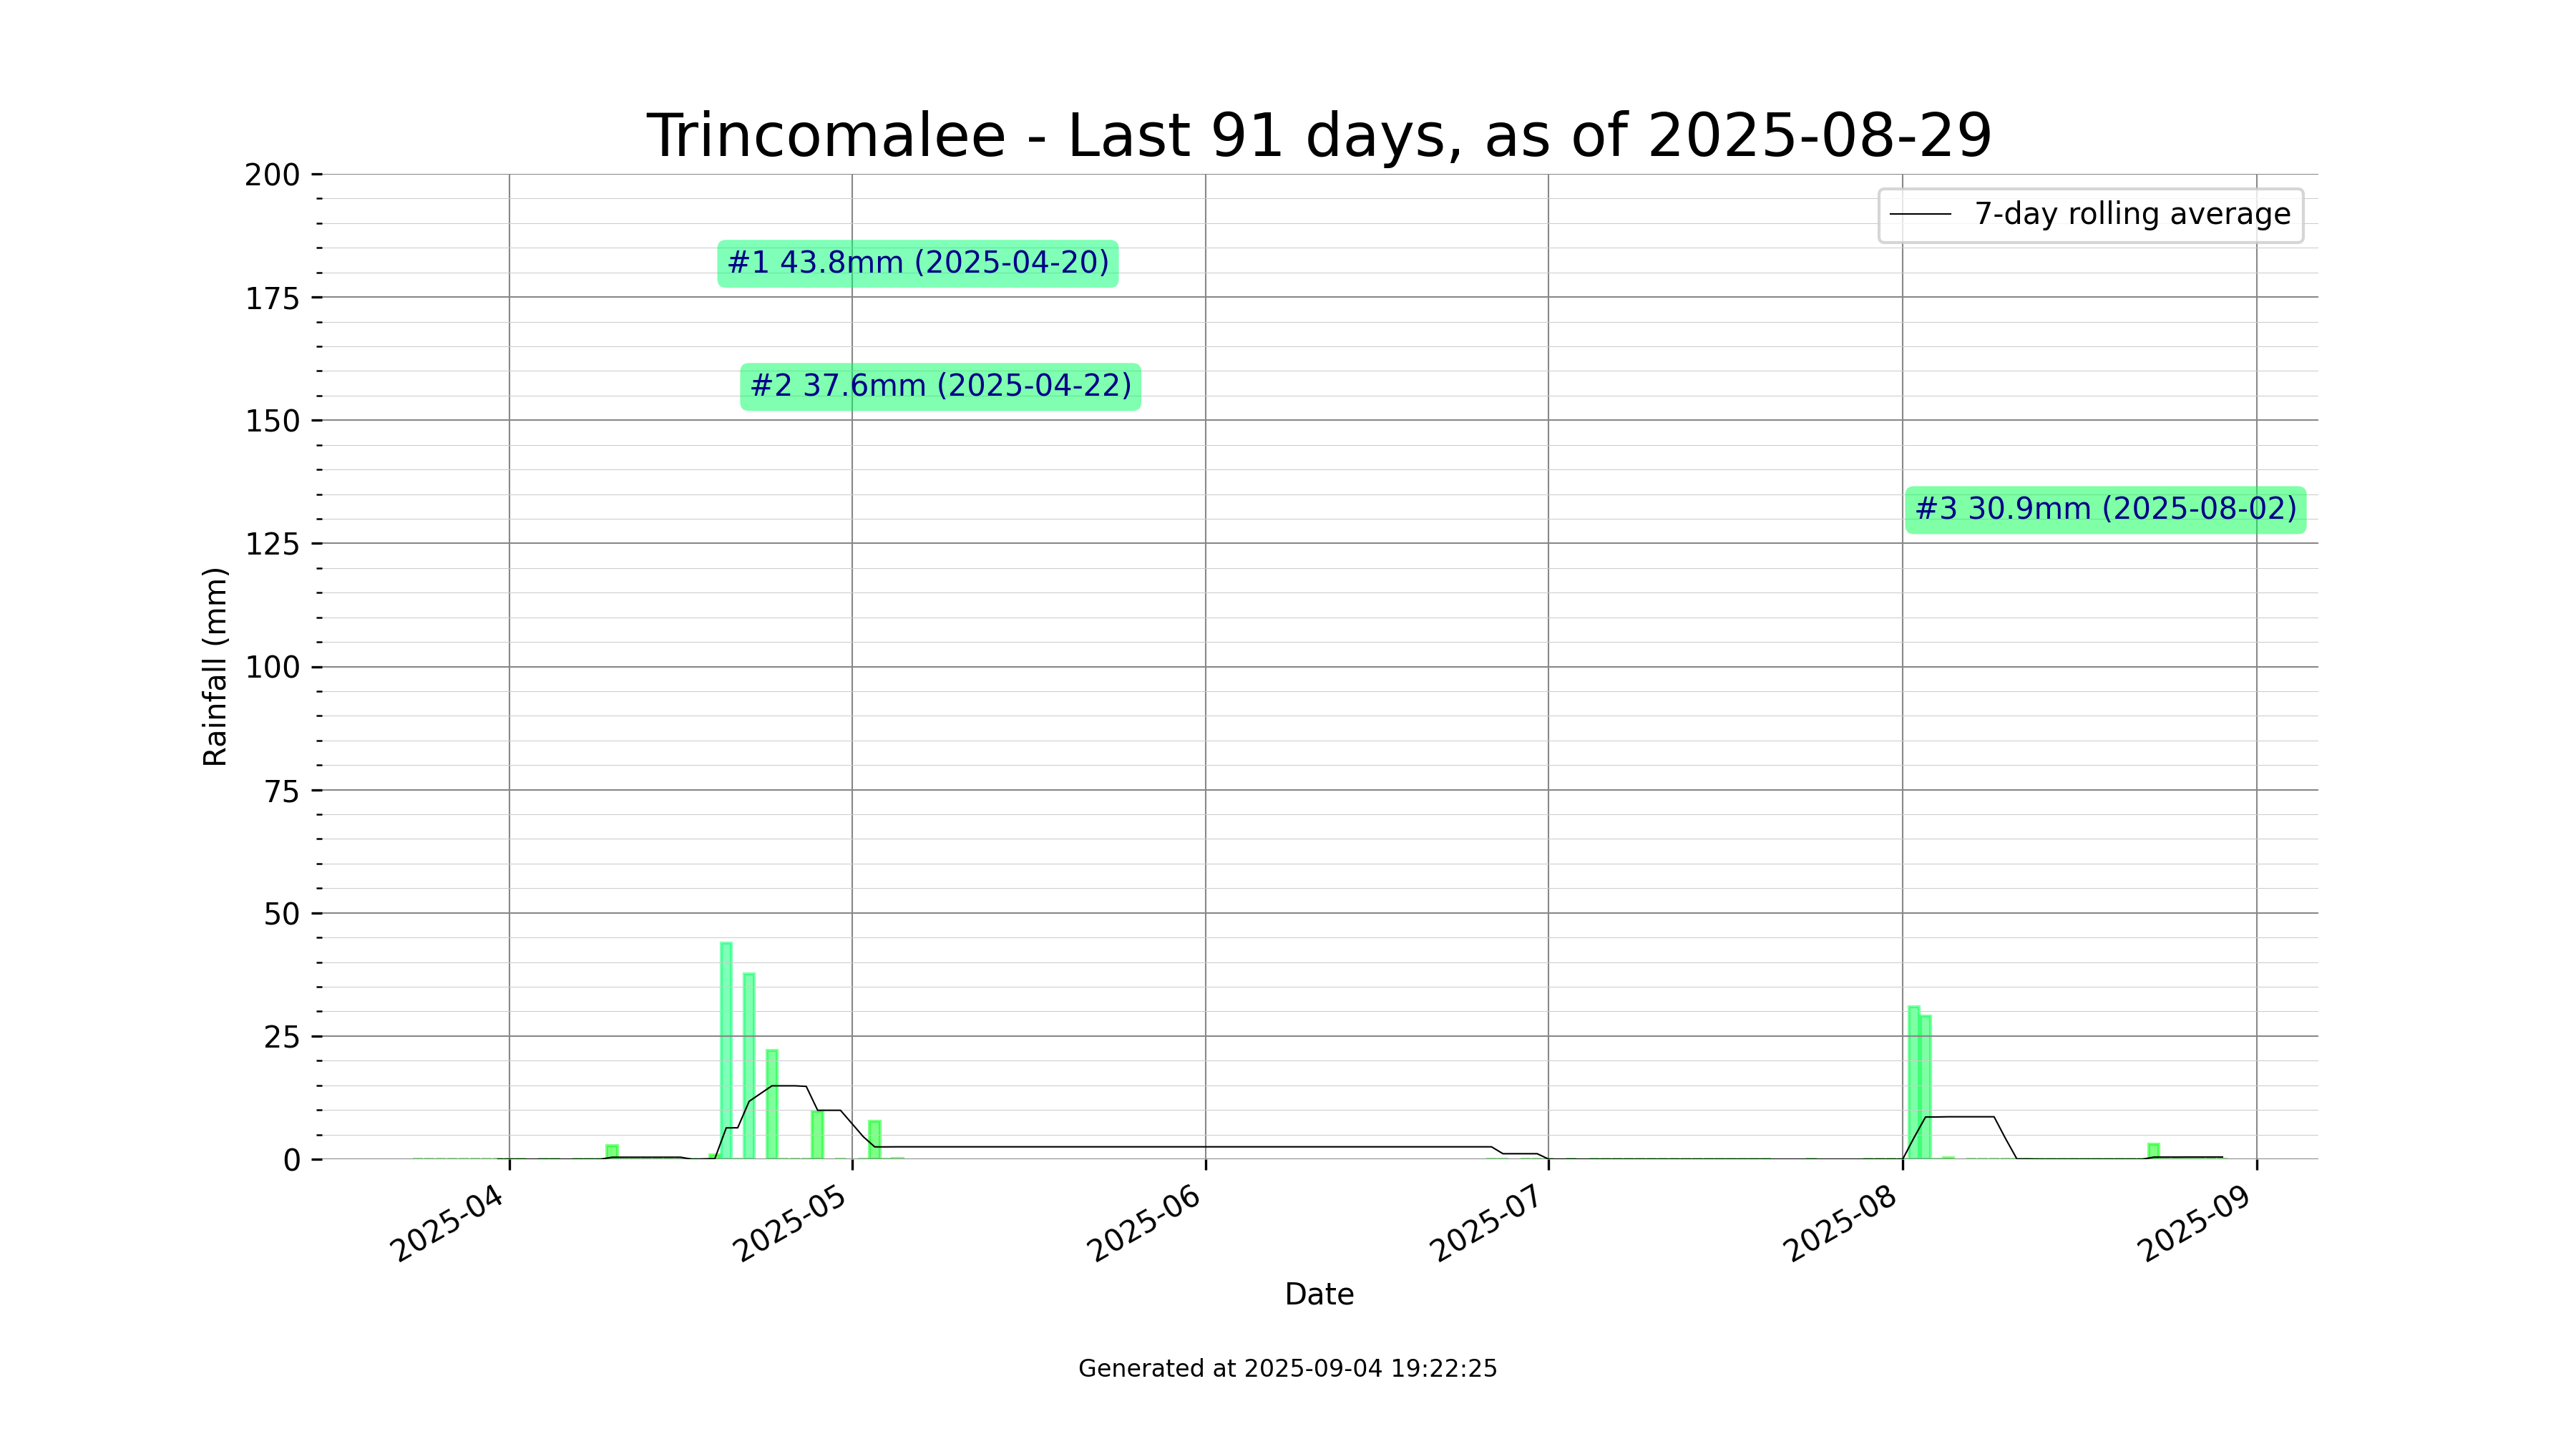 Trincomalee - Last 91 days, as of 2025-08-29
200
175
150
125
100
75
50
25
0
Rainfall (mm)
7-day rolling average
#1 43.8mm (2025-04-20)
#2 37.6mm (2025-04-22)
#3 30.9mm (2025-08-02)
2025-04
2025-05
2025-06
2025-07
2025-08
2025-09
Date
Generated at 2025-09-04 19:22:25